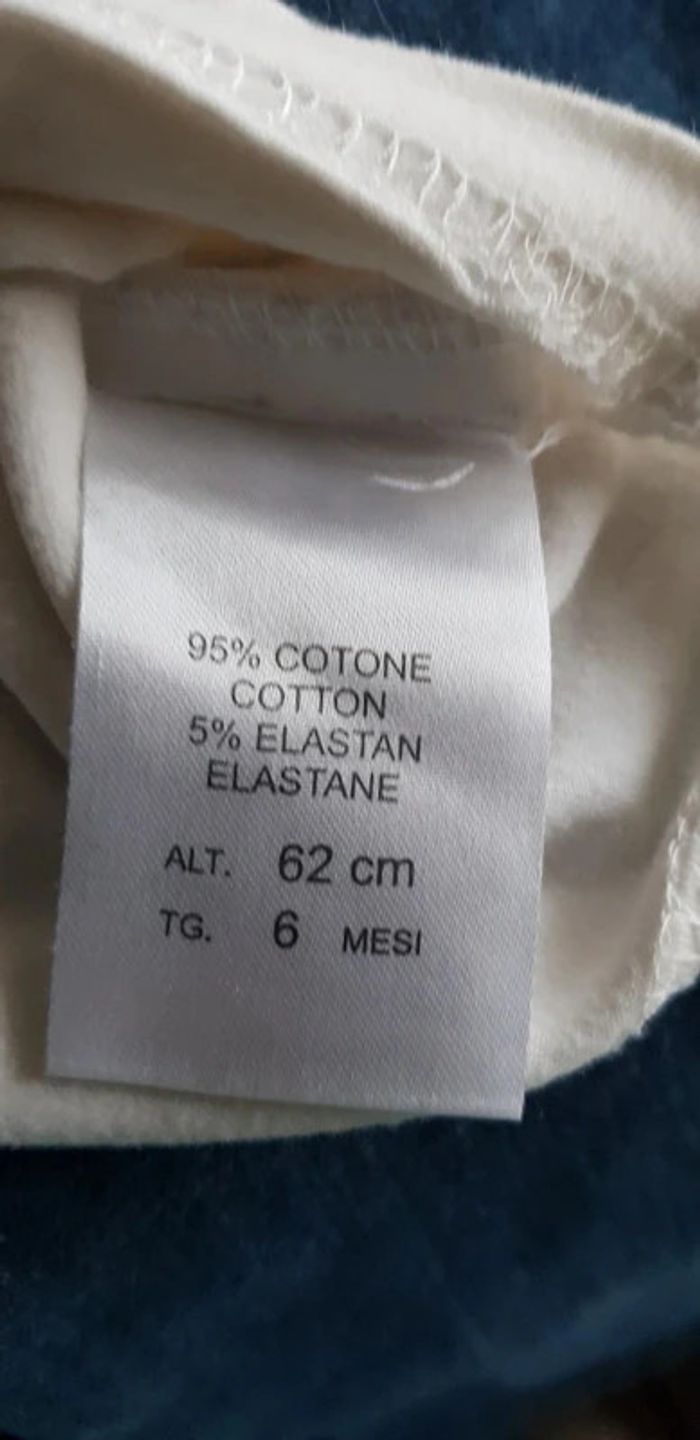 95% COTONE
COTTON
5% ELASTAN
ELASTANE
ALT. 62 cm
TG. 6 MESI